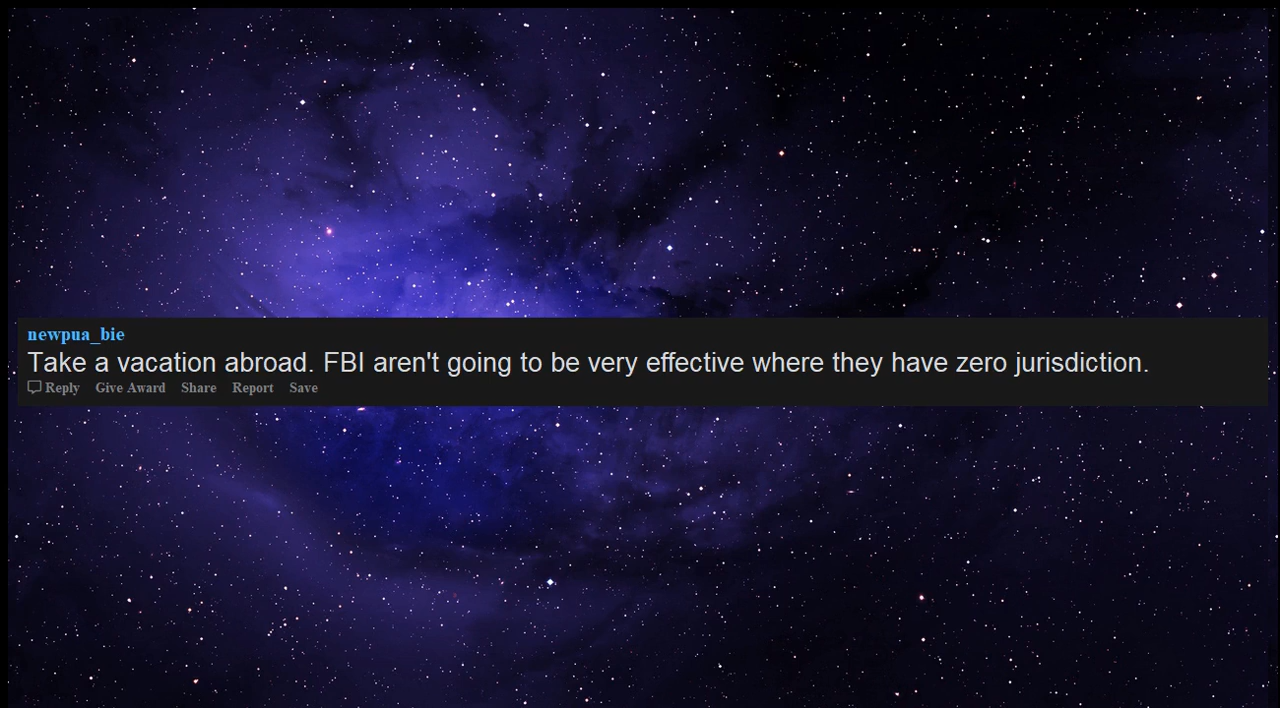 newpua_bie
Take a vacation abroad. FBI aren't going to be very effective where they have zero jurisdiction.
Reply Give Award Share Report Save